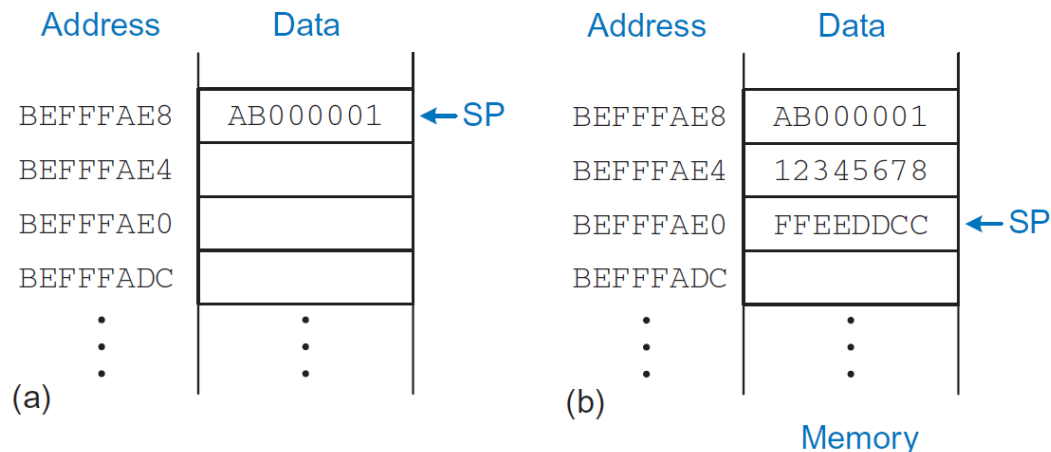 Address Data
BEFFFAE8 AB000001 SP
BEFFFAE4
BEFFFAE0
BEFFFADC
(a)
Address Data
BEFFFAE8 AB000001
BEFFFAE4 12345678
BEFFFAE0 FFEEDDCC SP
BEFFFADC
(b)
Memory